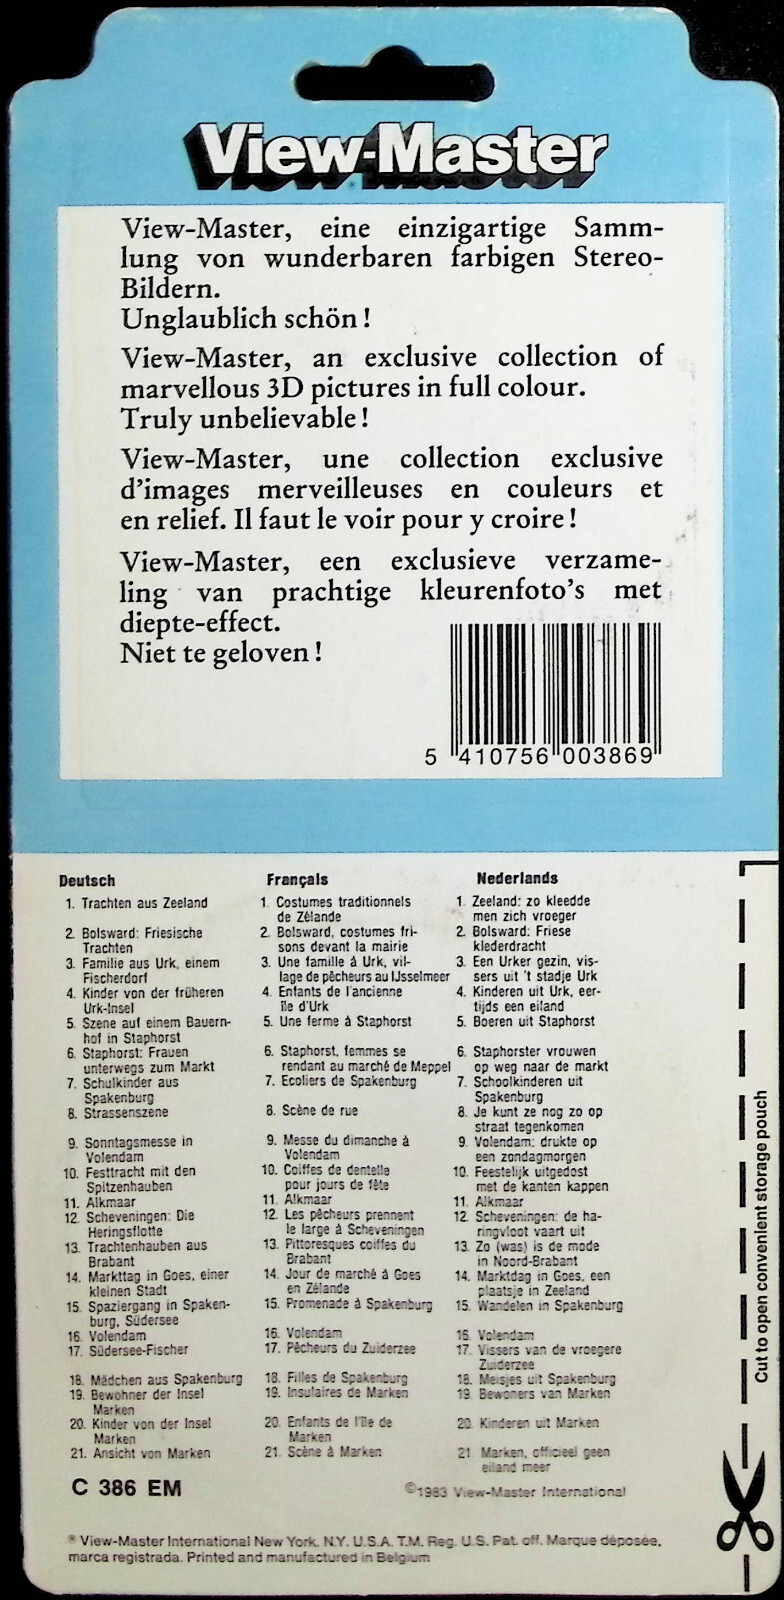 View-Master
View-Master, eine einzigartige Samm-
lung von wunderbaren farbigen Stereo-
Bildern.
Unglaublich schön !
View-Master, an exclusive collection of
marvellous 3D pictures in full colour.
Truly unbelievable !
View-Master, une collection exclusive
d'images merveilleuses en couleurs et
en relief. Il faut le voir pour y croire !
View-Master, een exclusieve verzame-
ling van prachtige kleurenfoto's met
diepte-effect.
Niet te geloven !
5 410756 003869
Deutsch
1. Trachten aus Zeeland
2. Bolsward: Friesische
Trachten
3. Familie aus Urk, einem
Fischerdorf
4. Kinder von der früheren
Urk-Insel
5. Szene auf einem Bauern-
hof in Staphorst
6. Staphorst: Frauen
unterwegs zum Markt
7. Schulkinder aus
Spakenburg
8. Strassenszene
9. Sonntagsmesse in
Volendam
10. Festtracht mit den
Spitzenhauben
11. Alkmaar
12. Scheveningen: Die
Heringsflotte
13. Trachtenhauben aus
Brabant
14. Markttag in Goes, einer
kleinen Stadt
15. Spaziergang in Spaken-
burg, Südersee
16. Volendam
17. Südersee-Fischer
18. Mädchen aus Spakenburg
19. Bewohner der Insel
Marken
20. Kinder von der Insel
Marken
21. Ansicht von Marken
Français
1. Costumes traditionnels
de Zélande
2. Bolsward, costumes fri-
sons devant la mairie
3. Une famille à Urk, vil-
lage de pêcheurs au IJsselmeer
4. Enfants de l'ancienne
île d'Urk
5. Une ferme à Staphorst
6. Staphorst, femmes se
rendant au marché de Meppel
7. Ecoliers de Spakenburg
8. Scène de rue
9. Messe du dimanche à
Volendam
10. Coiffes de dentelle
pour jours de fête
11. Alkmaar
12. Les pêcheurs prennent
le large à Scheveningen
13. Pittoresques coiffes du
Brabant
14. Jour de marché à Goes
en Zélande
15. Promenade à Spakenburg
16. Volendam
17. Pêcheurs du Zuiderzee
18. Filles de Spakenburg
19. Insulaires de Marken
20. Enfants de l'île de
Marken
21. Scène à Marken
Nederlands
1. Zeeland: zo kleedde
men zich vroeger
2. Bolsward: Friese
klederdracht
3. Een Urker gezin, vis-
sers uit 't stadje Urk
4. Kinderen uit Urk, eer-
tijds een eiland
5. Boeren uit Staphorst
6. Staphorster vrouwen
op weg naar de markt
7. Schoolkinderen uit
Spakenburg
8. Je kunt ze nog zo op
straat tegenkomen
9. Volendam: drukte op
een zondagmorgen
10. Feestelijk uitgedost
met de kanten kappen
11. Alkmaar
12. Scheveningen: de ha-
ringvloot vaart uit
13. Zo (was) is de mode
in Noord-Brabant
14. Marktdag in Goes, een
plaatsje in Zeeland
15. Wandelen in Spakenburg
16. Volendam
17. Vissers van de vroegere
Zuiderzee
18. Meisjes uit Spakenburg
19. Bewoners van Marken
20. Kinderen uit Marken
21. Marken, officieel geen
eiland meer
Cut to open convenient storage pouch
C 386 EM
©1983 View-Master International
® View-Master International New York. N.Y. U.S.A. T.M. Reg. U.S. Pat. off. Marque déposée,
marca registrada. Printed and manufactured in Belgium